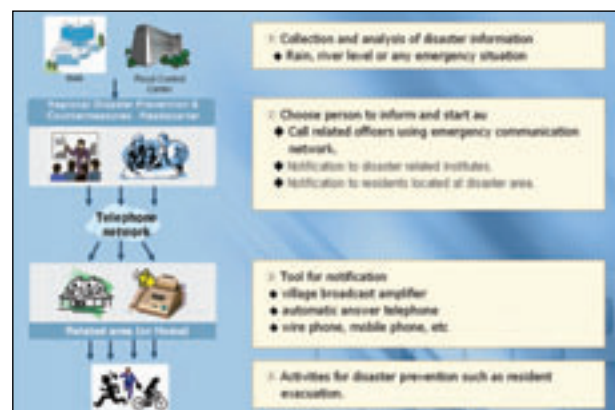 Flood Control
Center
Regional Disaster Prevention &
Countermeasures Headquarter
Telephone
network
Related area (or Home)
Collection and analysis of disaster information
◆ Rain, river level or any emergency situation
Choose person to inform and start au
◆ Call related officers using emergency communication
network.
◆ Notification to disaster related institutes.
◆ Notification to residents located at disaster area.
Tool for notification
◆ village broadcast amplifier
◆ automatic answer telephone
◆ wire phone, mobile phone, etc
Activities for disaster prevention such as resident
evacuation.